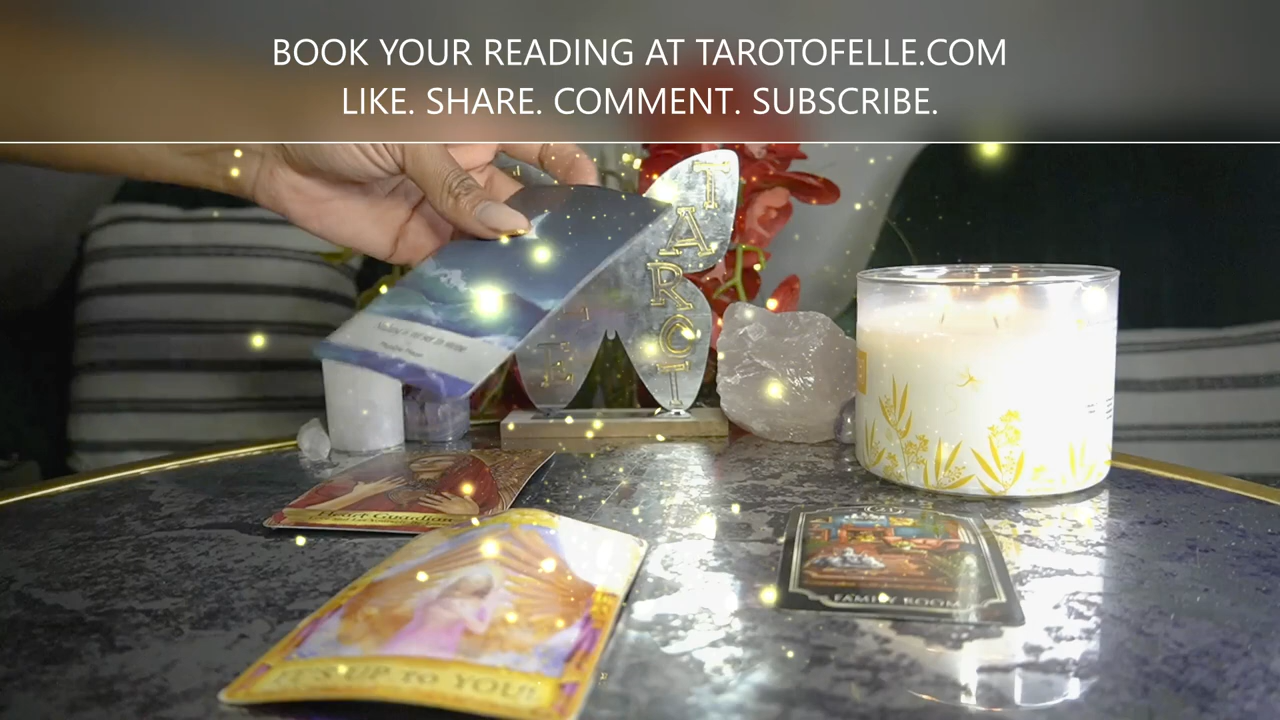 BOOK YOUR READING AT TAROTOFELLE.COM
LIKE. SHARE. COMMENT. SUBSCRIBE.
TAROT
E
Heart Guardian
FAMILY ROOM
IT'S UP TO YOU!